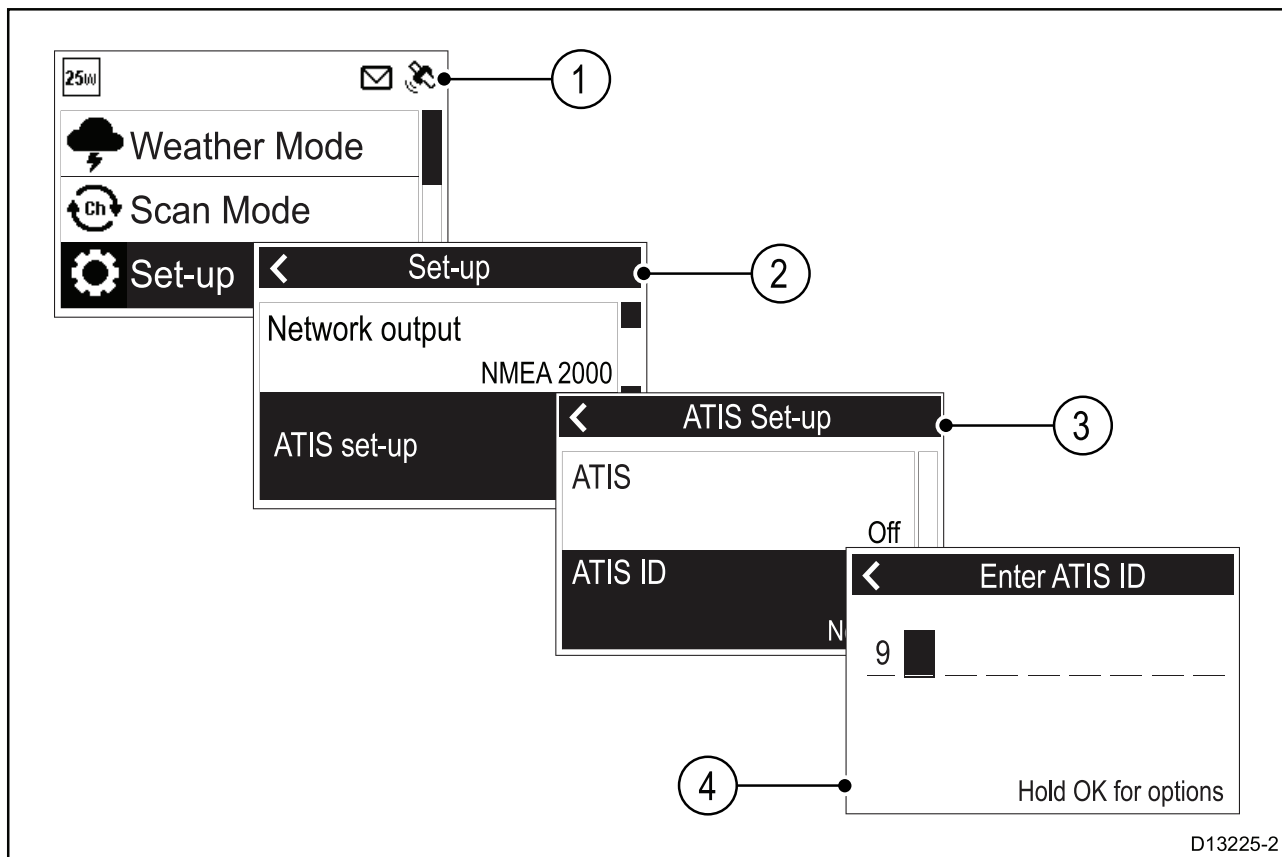 25W
1
Weather Mode
Ch
Scan Mode
Set-up
Set-up
2
Network output
NMEA 2000
ATIS set-up
ATIS Set-up
3
ATIS
Off
ATIS ID
Enter ATIS ID
9
4
Hold OK for options
D13225-2